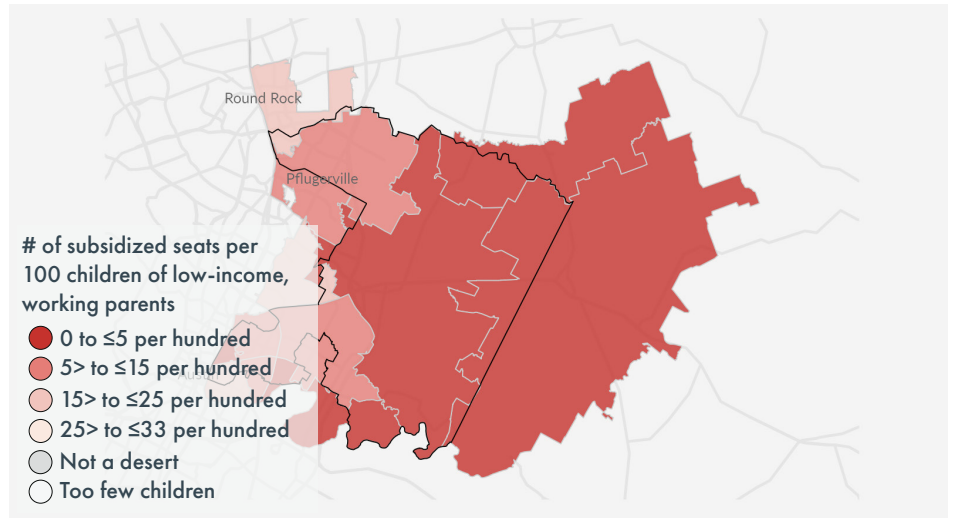 Round Rock
Pflugerville
# of subsidized seats per
100 children of low-income,
working parents
0 to ≤5 per hundred
5> to ≤15 per hundred
Austin
15> to ≤25 per hundred
25> to ≤33 per hundred
Not a desert
Too few children